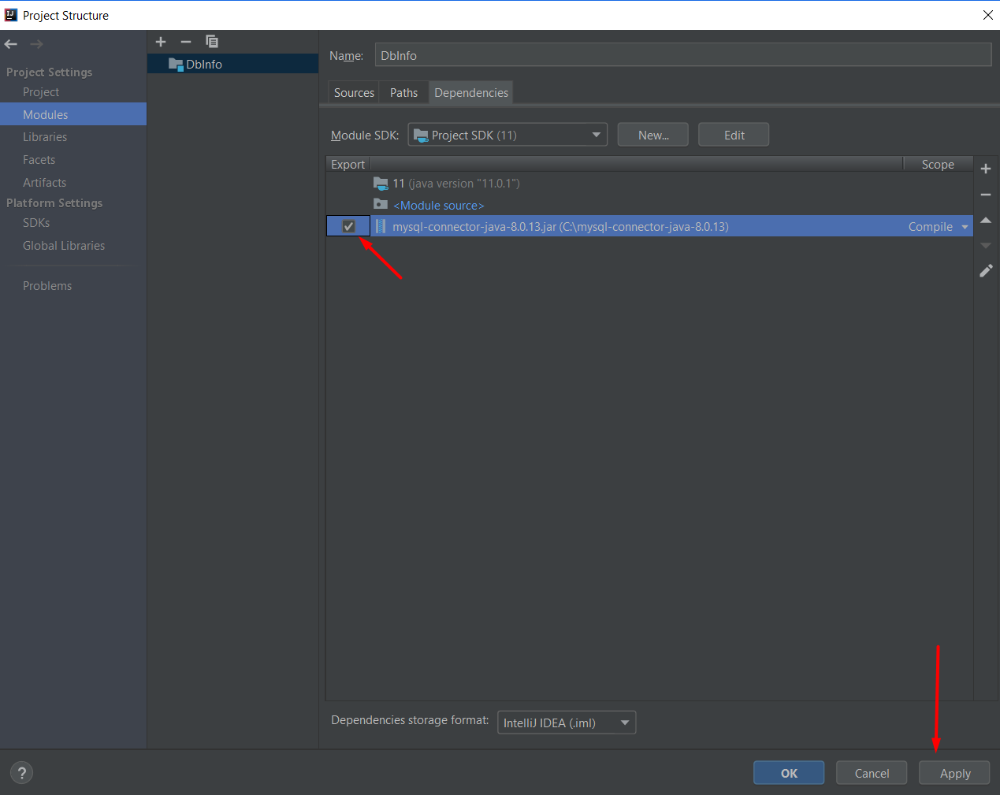 Project Structure
Project Settings
Project
Modules
Libraries
Facets
Artifacts
Platform Settings
SDKs
Global Libraries
Problems
DbInfo
Name: DbInfo
Sources Paths Dependencies
Module SDK: Project SDK (11) New... Edit
Export Scope
11 (java version "11.0.1")
<Module source>
mysql-connector-java-8.0.13.jar (C:\mysql-connector-java-8.0.13) Compile
Dependencies storage format: IntelliJ IDEA (.iml)
? OK Cancel Apply